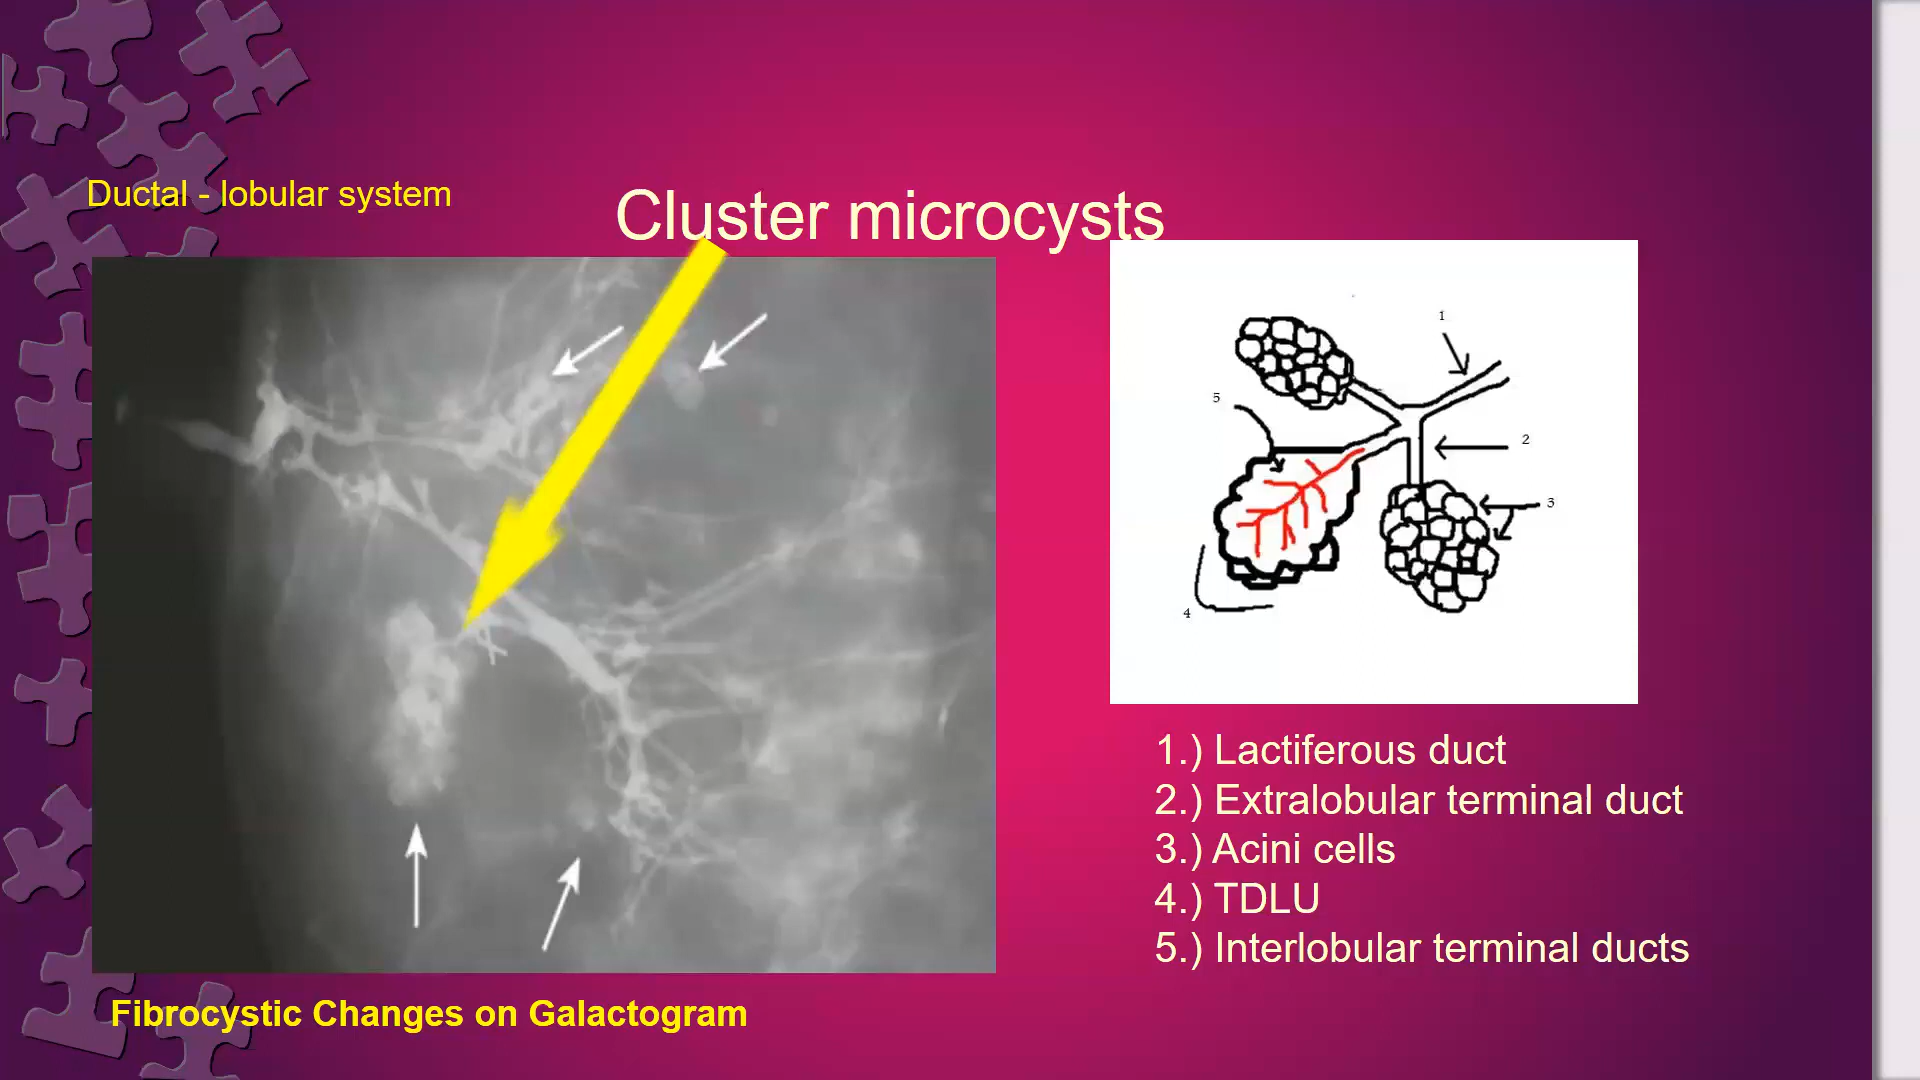 Ductal - lobular system
Cluster microcysts
1
5
2
3
4
1.) Lactiferous duct
2.) Extralobular terminal duct
3.) Acini cells
4.) TDLU
5.) Interlobular terminal ducts
Fibrocystic Changes on Galactogram